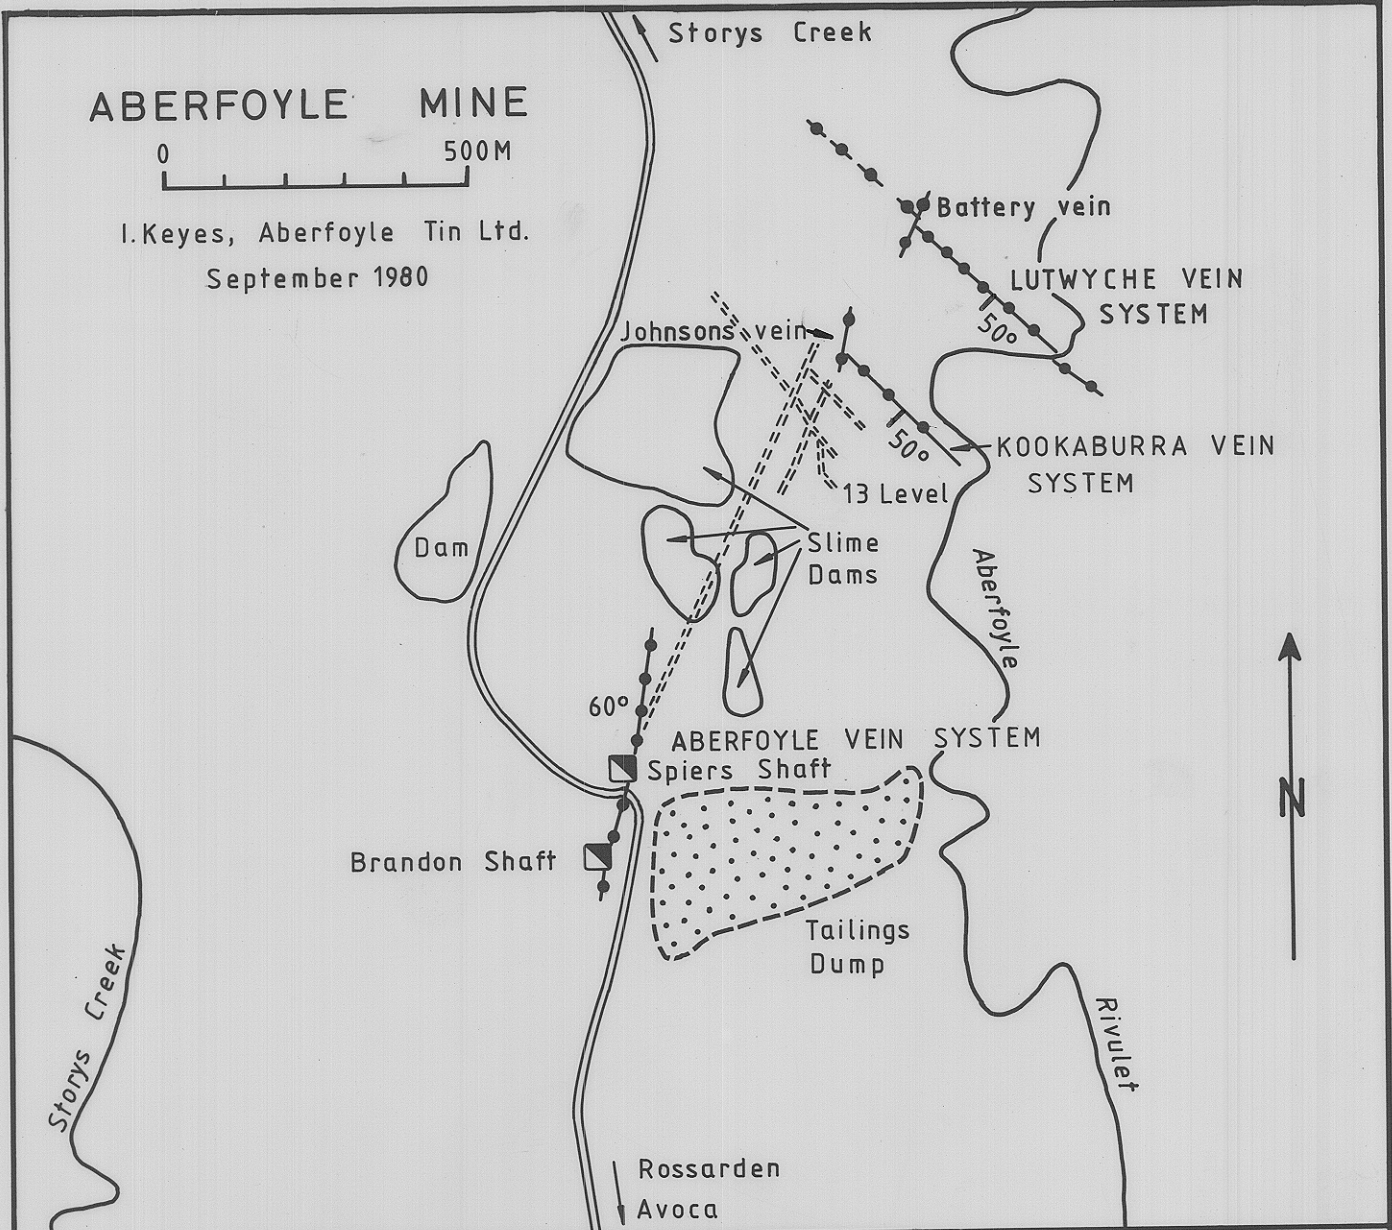 Storys Creek
ABERFOYLE MINE
0 500M
I.Keyes, Aberfoyle Tin Ltd.
September 1980
Battery vein
LUTWYCHE VEIN
SYSTEM
50°
Johnsons vein
50°
KOOKABURRA VEIN
SYSTEM
13 Level
Slime
Dams
Dam
Aberfoyle
60°
ABERFOYLE VEIN SYSTEM
Spiers Shaft
N
Brandon Shaft
Tailings
Dump
Storys Creek
Rivulet
Rossarden
Avoca